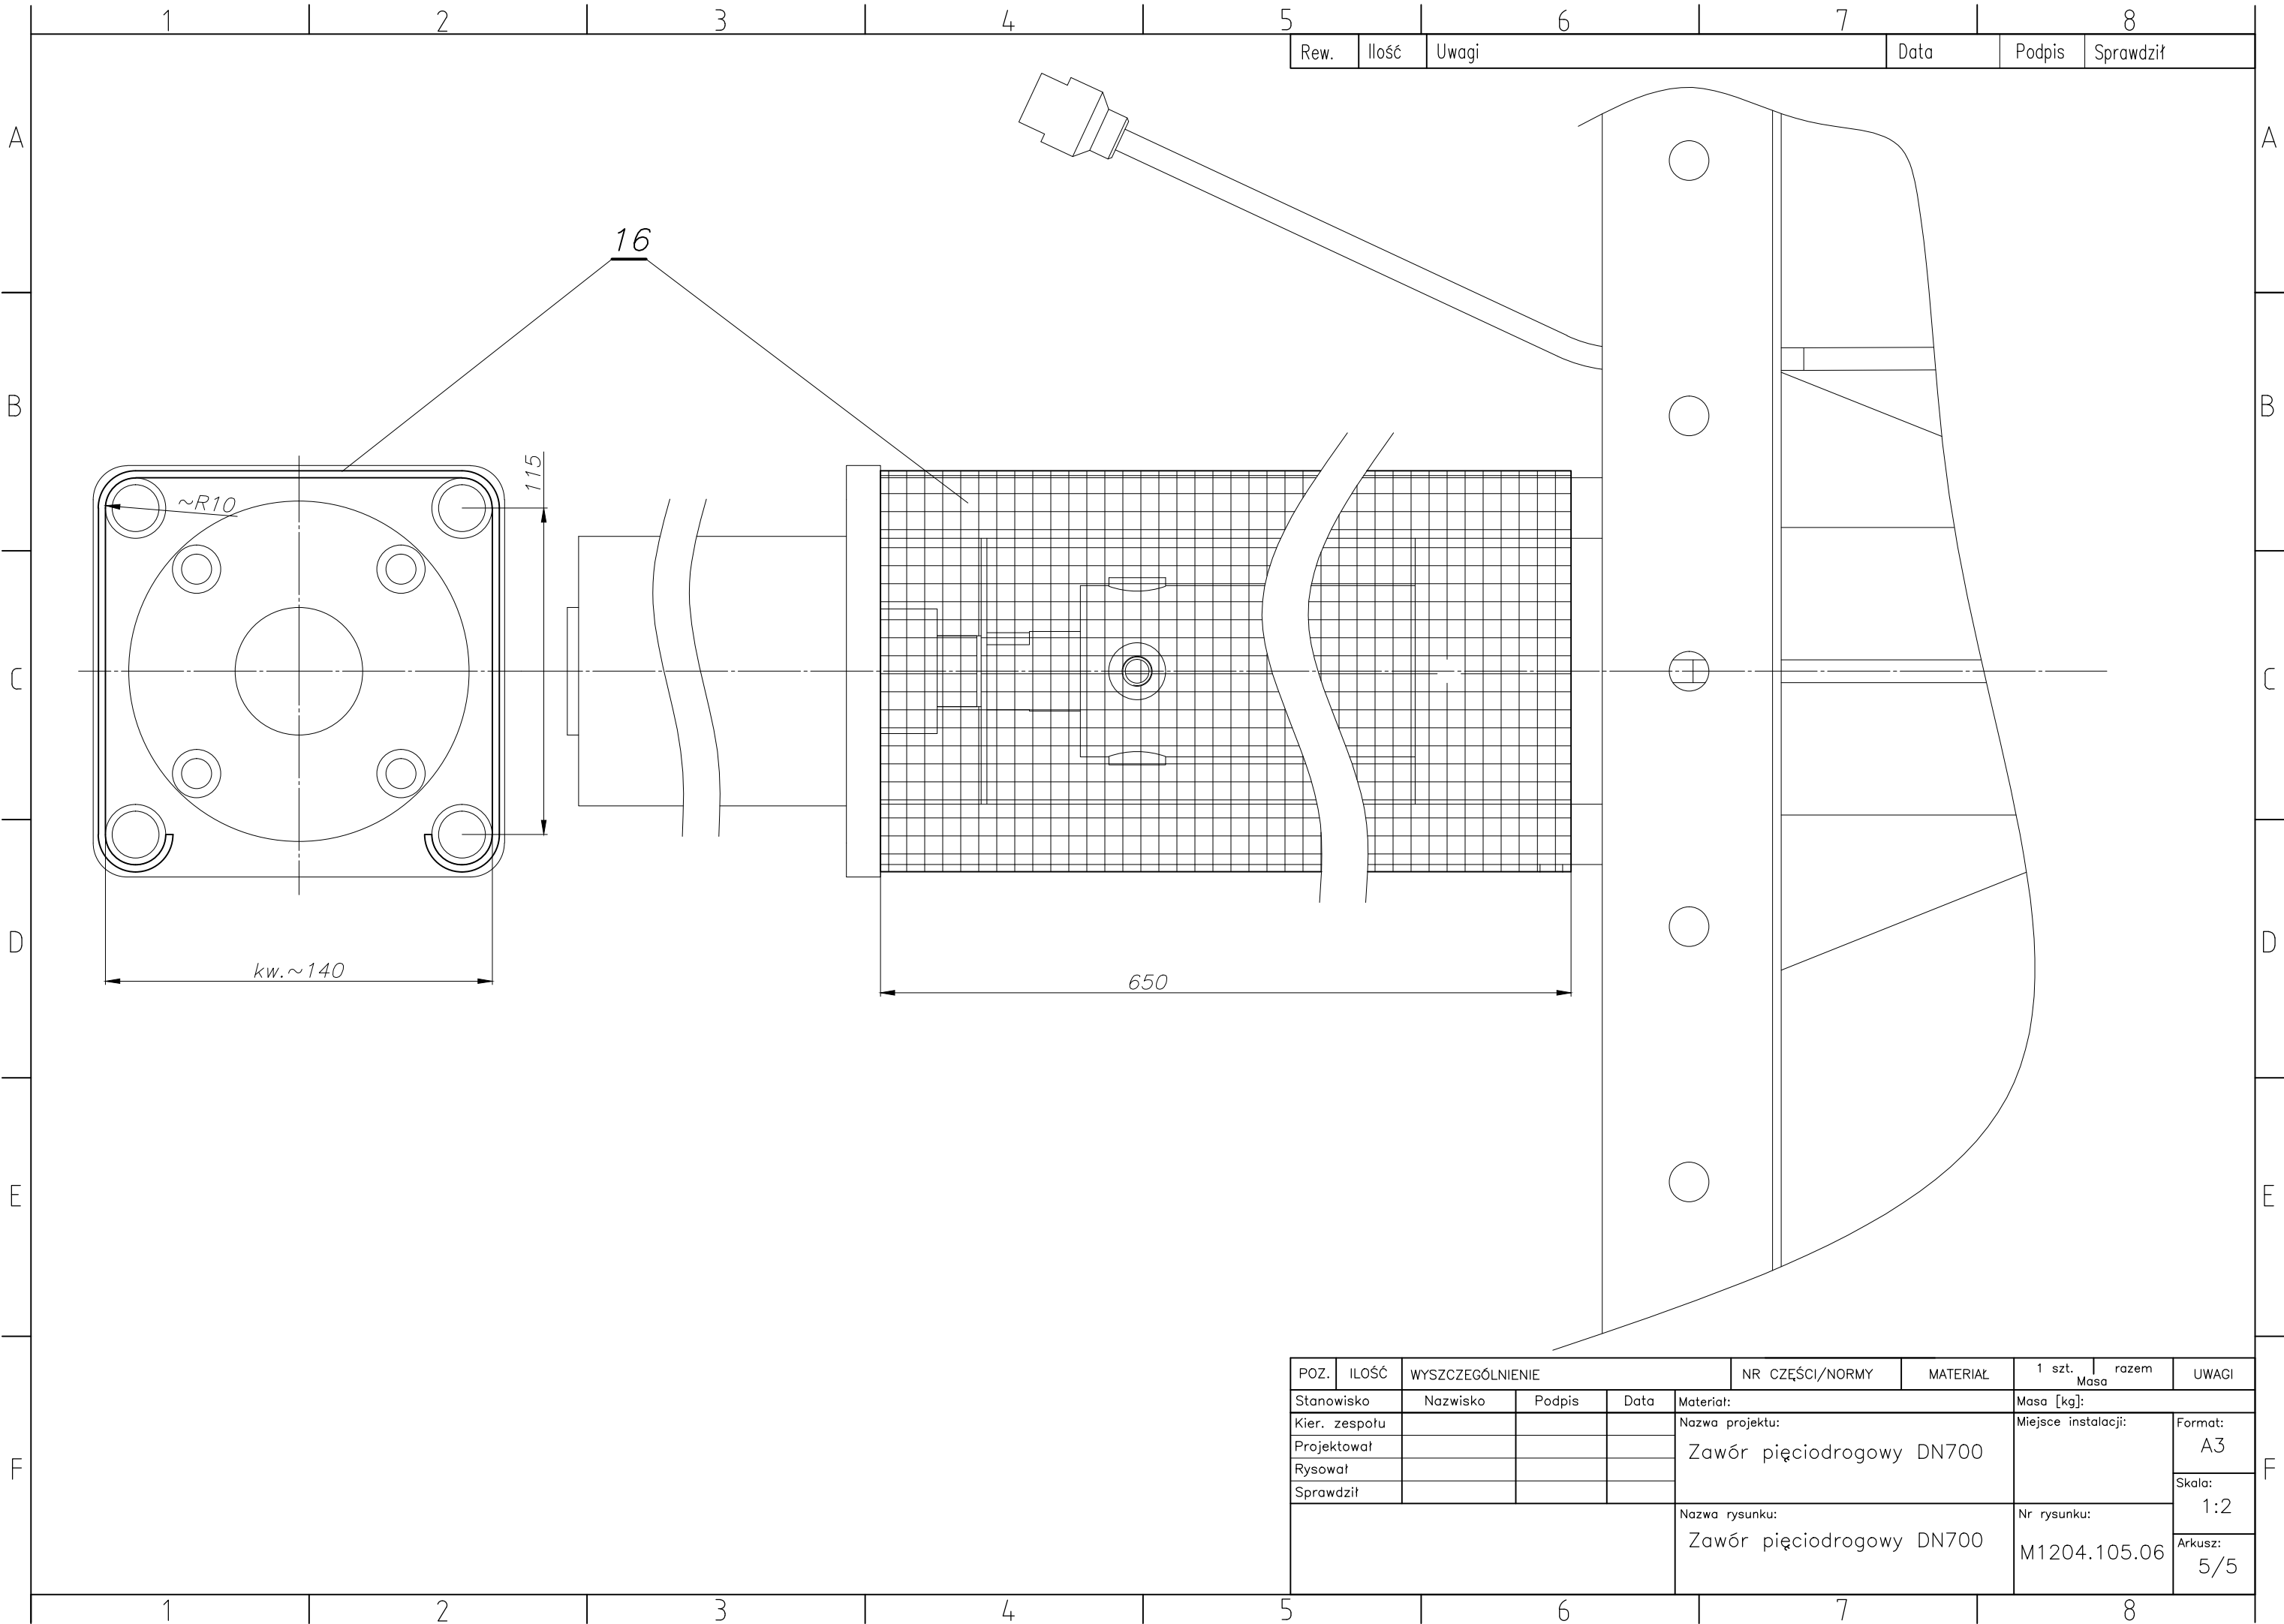 1 2 3 4 5 6 7 8
Rew. Ilość Uwagi Data Podpis Sprawdził
A A
16
B B
~R10
115
C C
D D
kw.~140
650
E E
POZ. ILOŚĆ WYSZCZEGÓLNIENIE NR CZĘŚCI/NORMY MATERIAŁ 1 szt. razem Masa UWAGI
Stanowisko Nazwisko Podpis Data Materiał: Masa [kg]:
Kier. zespołu Nazwa projektu: Miejsce instalacji: Format:
Projektował Zawór pięciodrogowy DN700 A3
F F
Rysował
Sprawdził Skala:
1:2
Nazwa rysunku: Nr rysunku:
Zawór pięciodrogowy DN700 M1204.105.06 Arkusz:
5/5
1 2 3 4 5 6 7 8